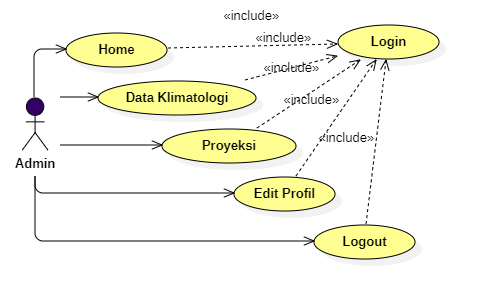 «include»
Home
«include»
Login
«include»
Data Klimatologi
«include»
Proyeksi
«include»
Admin
Edit Profil
Logout